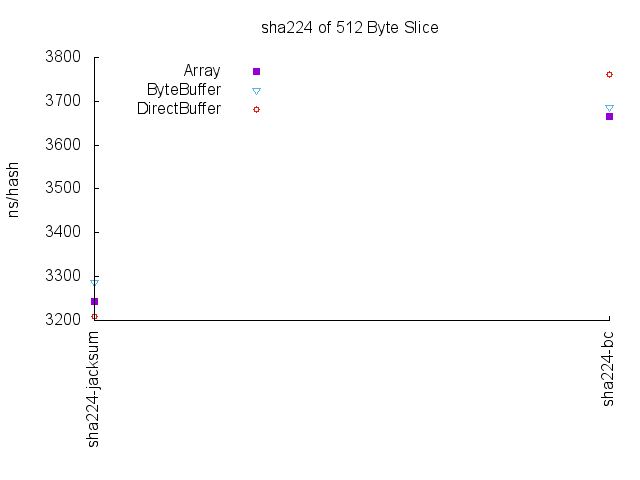 sha224 of 512 Byte Slice
3800
3700
3600
3500
3400
3300
3200
ns/hash
Array
ByteBuffer
DirectBuffer
sha224-jacksum
sha224-bc